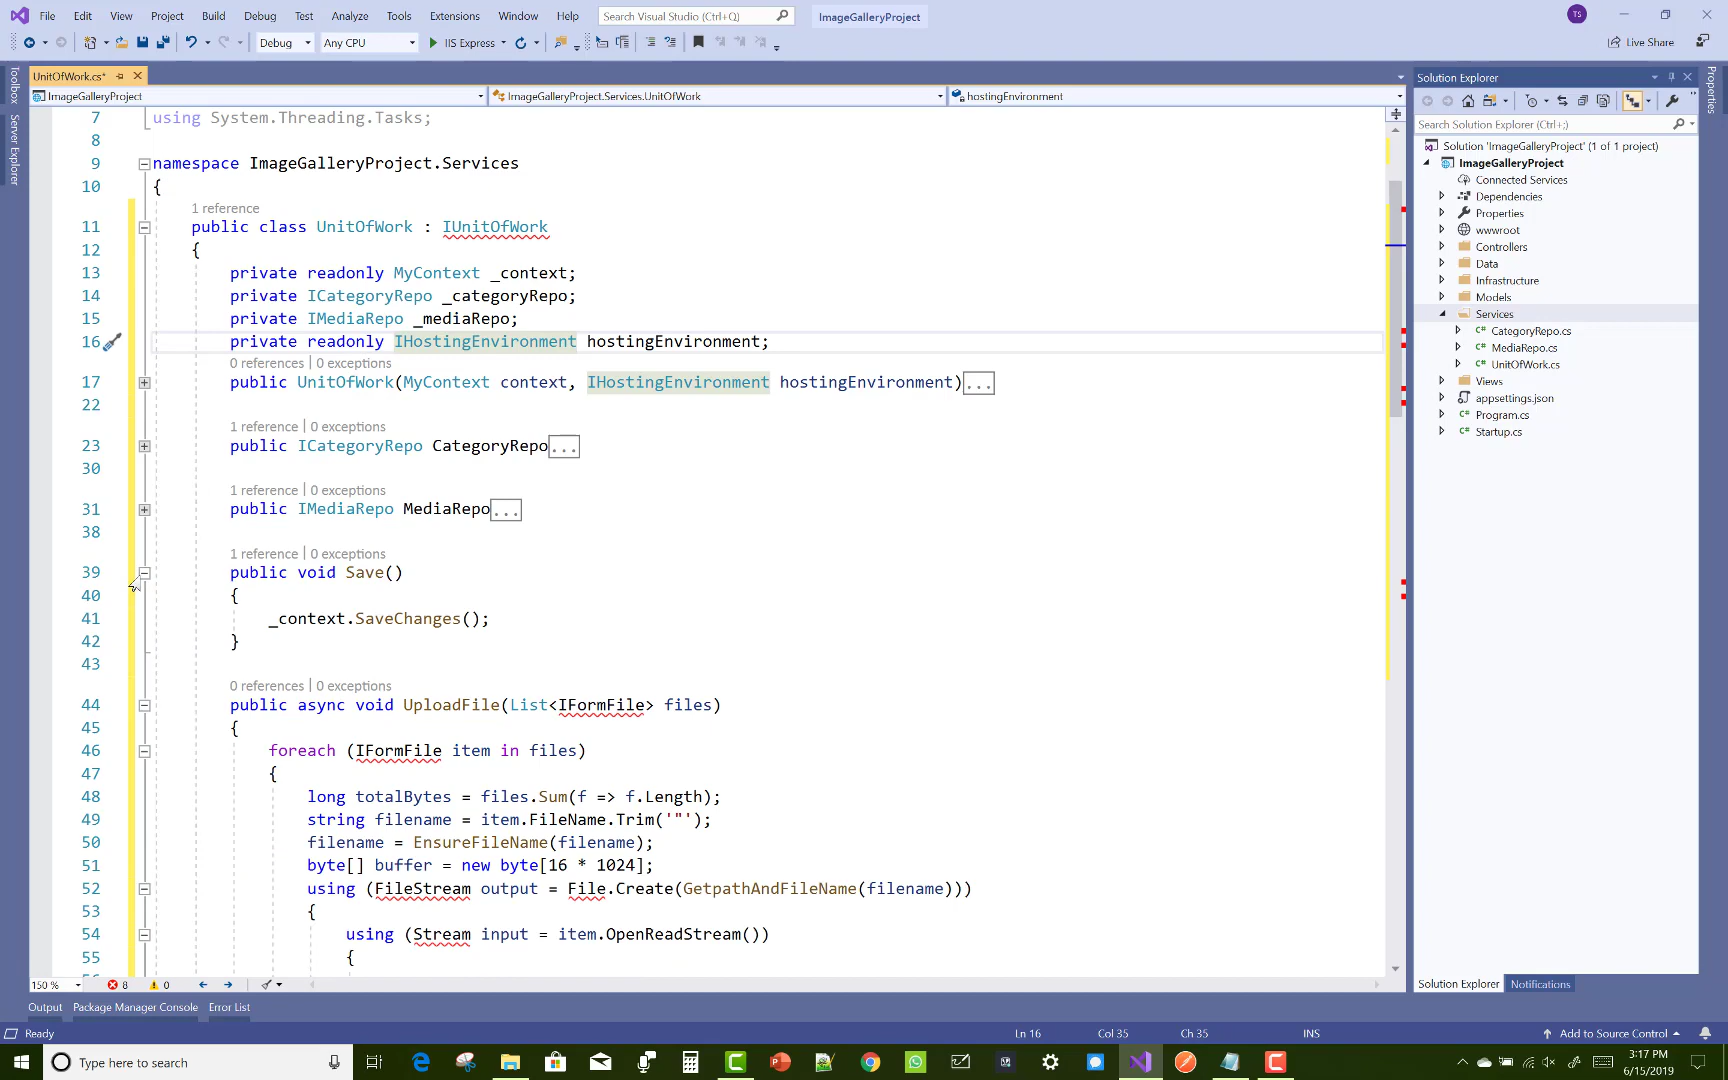 File Edit View Project Build Debug Test Analyze Tools Extensions Window Help Search Visual Studio (Ctrl+Q) ImageGalleryProject TS
Debug Any CPU IIS Express Live Share
UnitOfWork.cs*
ImageGalleryProject ImageGalleryProject.Services.UnitOfWork hostingEnvironment
Toolbox
Server Explorer
7 using System.Threading.Tasks;
8
9 namespace ImageGalleryProject.Services
10 {
1 reference
11 public class UnitOfWork : IUnitOfWork
12 {
13 private readonly MyContext _context;
14 private ICategoryRepo _categoryRepo;
15 private IMediaRepo _mediaRepo;
16 private readonly IHostingEnvironment hostingEnvironment;
0 references | 0 exceptions
17 public UnitOfWork(MyContext context, IHostingEnvironment hostingEnvironment)...
22
1 reference | 0 exceptions
23 public ICategoryRepo CategoryRepo...
30
1 reference | 0 exceptions
31 public IMediaRepo MediaRepo...
38
1 reference | 0 exceptions
39 public void Save()
40 {
41 _context.SaveChanges();
42 }
43
0 references | 0 exceptions
44 public async void UploadFile(List<IFormFile> files)
45 {
46 foreach (IFormFile item in files)
47 {
48 long totalBytes = files.Sum(f => f.Length);
49 string filename = item.FileName.Trim('"');
50 filename = EnsureFileName(filename);
51 byte[] buffer = new byte[16 * 1024];
52 using (FileStream output = File.Create(GetpathAndFileName(filename)))
53 {
54 using (Stream input = item.OpenReadStream())
55 {
150 % 8 0
Output Package Manager Console Error List
Ready Ln 16 Col 35 Ch 35 INS Add to Source Control
Solution Explorer
Search Solution Explorer (Ctrl+;)
Solution 'ImageGalleryProject' (1 of 1 project)
ImageGalleryProject
Connected Services
Dependencies
Properties
wwwroot
Controllers
Data
Infrastructure
Models
Services
C# CategoryRepo.cs
C# MediaRepo.cs
C# UnitOfWork.cs
Views
appsettings.json
C# Program.cs
C# Startup.cs
Solution Explorer Notifications
Properties
Type here to search
3:17 PM
6/15/2019